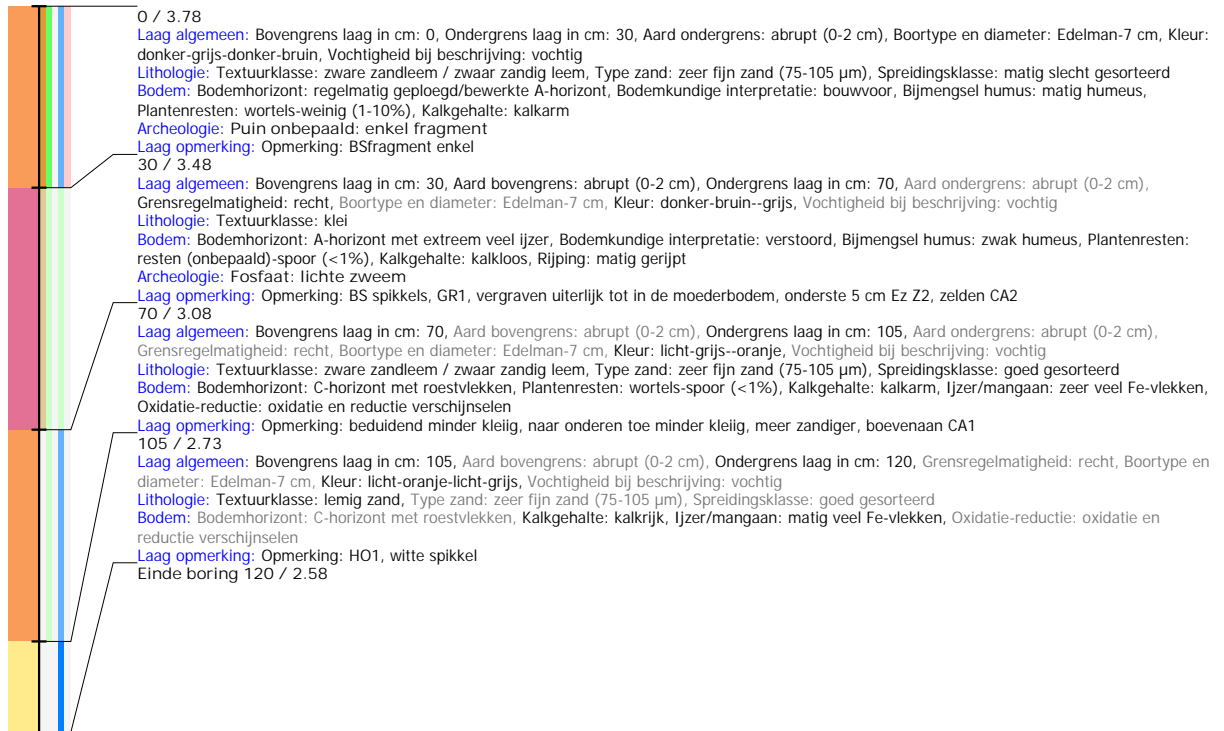 0 / 3.78
Laag algemeen: Bovengrens laag in cm: 0, Ondergrens laag in cm: 30, Aard ondergrens: abrupt (0-2 cm), Boortype en diameter: Edelman-7 cm, Kleur:
donker-grijs-donker-bruin, Vochtigheid bij beschrijving: vochtig
Lithologie: Textuurklasse: zware zandleem / zwaar zandig leem, Type zand: zeer fijn zand (75-105 µm), Spreidingsklasse: matig slecht gesorteerd
Bodem: Bodemhorizont: regelmatig geploegd/bewerkte A-horizont, Bodemkundige interpretatie: bouwvoor, Bijmengsel humus: matig humeus,
Plantenresten: wortels-weinig (1-10%), Kalkgehalte: kalkarm
Archeologie: Puin onbepaald: enkel fragment
Laag opmerking: Opmerking: BSfragment enkel
30 / 3.48
Laag algemeen: Bovengrens laag in cm: 30, Aard bovengrens: abrupt (0-2 cm), Ondergrens laag in cm: 70, Aard ondergrens: abrupt (0-2 cm),
Grensregelmatigheid: recht, Boortype en diameter: Edelman-7 cm, Kleur: donker-bruin--grijs, Vochtigheid bij beschrijving: vochtig
Lithologie: Textuurklasse: klei
Bodem: Bodemhorizont: A-horizont met extreem veel ijzer, Bodemkundige interpretatie: verstoord, Bijmengsel humus: zwak humeus, Plantenresten:
resten (onbepaald)-spoor (<1%), Kalkgehalte: kalkloos, Rijping: matig gerijpt
Archeologie: Fosfaat: lichte zweem
Laag opmerking: Opmerking: BS spikkels, GR1, vergraven uiterlijk tot in de moederbodem, onderste 5 cm Ez Z2, zelden CA2
70 / 3.08
Laag algemeen: Bovengrens laag in cm: 70, Aard bovengrens: abrupt (0-2 cm), Ondergrens laag in cm: 105, Aard ondergrens: abrupt (0-2 cm),
Grensregelmatigheid: recht, Boortype en diameter: Edelman-7 cm, Kleur: licht-grijs--oranje, Vochtigheid bij beschrijving: vochtig
Lithologie: Textuurklasse: zware zandleem / zwaar zandig leem, Type zand: zeer fijn zand (75-105 µm), Spreidingsklasse: goed gesorteerd
Bodem: Bodemhorizont: C-horizont met roestvlekken, Plantenresten: wortels-spoor (<1%), Kalkgehalte: kalkarm, Ijzer/mangaan: zeer veel Fe-vlekken,
Oxidatie-reductie: oxidatie en reductie verschijnselen
Laag opmerking: Opmerking: beduidend minder kleiig, naar onderen toe minder kleiig, meer zandiger, boevenaan CA1
105 / 2.73
Laag algemeen: Bovengrens laag in cm: 105, Aard bovengrens: abrupt (0-2 cm), Ondergrens laag in cm: 120, Grensregelmatigheid: recht, Boortype en
diameter: Edelman-7 cm, Kleur: licht-oranje-licht-grijs, Vochtigheid bij beschrijving: vochtig
Lithologie: Textuurklasse: lemig zand, Type zand: zeer fijn zand (75-105 µm), Spreidingsklasse: goed gesorteerd
Bodem: Bodemhorizont: C-horizont met roestvlekken, Kalkgehalte: kalkrijk, Ijzer/mangaan: matig veel Fe-vlekken, Oxidatie-reductie: oxidatie en
reductie verschijnselen
Laag opmerking: Opmerking: HO1, witte spikkel
Einde boring 120 / 2.58